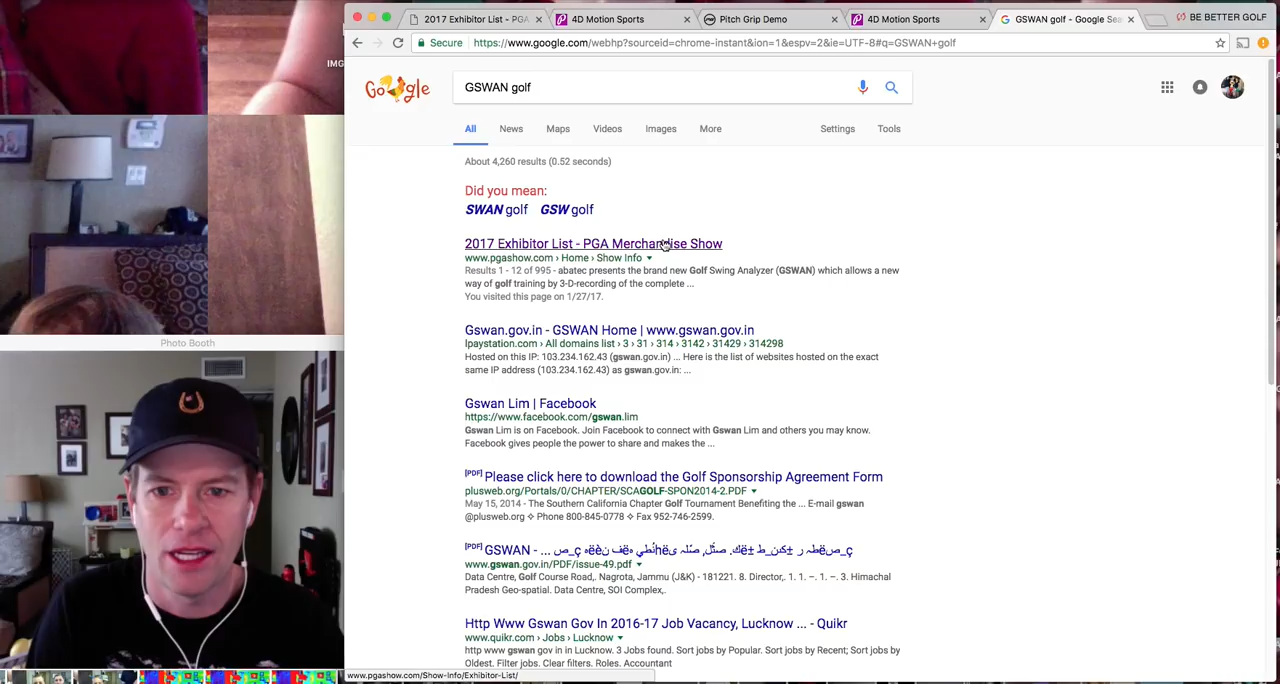 2017 Exhibitor List - PGA
4D Motion Sports
Pitch Grip Demo
4D Motion Sports
GSWAN golf - Google Sea
BE BETTER GOLF
Secure
https://www.google.com/webhp?sourceid=chrome-instant&ion=1&espv=2&ie=UTF-8#q=GSWAN+golf
IMG
GSWAN golf
All News Maps Videos Images More Settings Tools
About 4,260 results (0.52 seconds)
Did you mean:
SWAN golf GSW golf
2017 Exhibitor List - PGA Merchandise Show
www.pgashow.com › Home › Show Info
Results 1 - 12 of 995 - abatec presents the brand new Golf Swing Analyzer (GSWAN) which allows a new
way of golf training by 3-D-recording of the complete ...
You visited this page on 1/27/17.
Gswan.gov.in - GSWAN Home | www.gswan.gov.in
Ipaystation.com › All domains list › 3 › 31 › 314 › 3142 › 31429 › 314298
Hosted on this IP: 103.234.162.43 (gswan.gov.in) ... Here is the list of websites hosted on the exact
same IP address (103.234.162.43) as gswan.gov.in: ...
Photo Booth
Gswan Lim | Facebook
https://www.facebook.com/gswan.lim
Gswan Lim is on Facebook. Join Facebook to connect with Gswan Lim and others you may know.
Facebook gives people the power to share and makes the ...
[PDF] Please click here to download the Golf Sponsorship Agreement Form
plusweb.org/Portals/0/CHAPTER/SCAGOLF-SPON2014-2.PDF
May 15, 2014 - The Southern California Chapter Golf Tournament Benefiting the ... E-mail gswan
@plusweb.org ✧ Phone 800-845-0778 ✧ Fax 952-746-2599.
[PDF] GSWAN - ...
www.gswan.gov.in/PDF/issue-49.pdf
Data Centre, Golf Course Road,. Nagrota, Jammu (J&K) - 181221. 8. Director,. 1. 1. –. 1. –. 3. Himachal
Pradesh Geo-spatial. Data Centre, SOI Complex,.
Http Www Gswan Gov In 2016-17 Job Vacancy, Lucknow ... - Quikr
www.quikr.com › Jobs › Lucknow
http www gswan gov in in Lucknow. 3 Jobs found. Sort jobs by Popular. Sort jobs by Recent; Sort jobs by
Oldest. Filter jobs. Clear filters. Roles. Accountant
www.pgashow.com/Show-Info/Exhibitor-List/